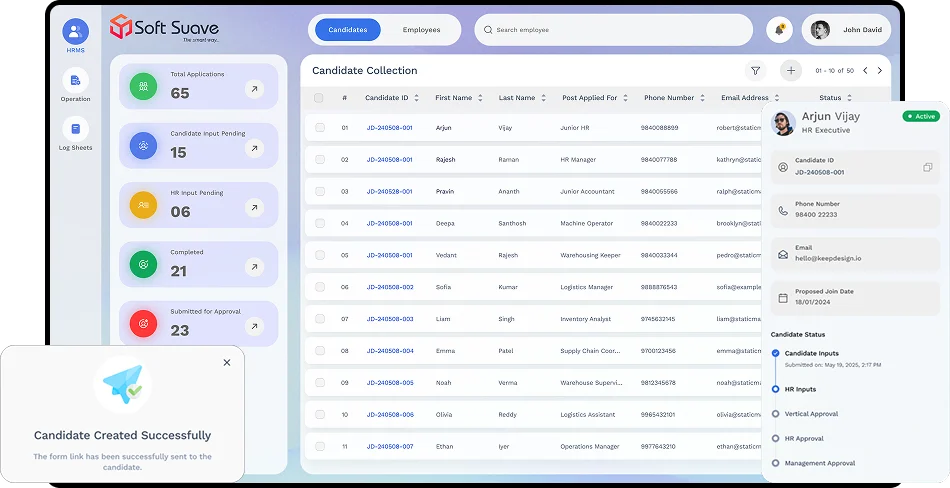 HRMS
Operation
Log Sheets
Soft Suave
The smart way...
Candidates
Employees
Search employee
John David
Total Applications
65
Candidate Input Pending
15
HR Input Pending
06
Completed
21
Submitted for Approval
23
Candidate Collection
01 - 10 of 50
# Candidate ID First Name Last Name Post Applied For Phone Number Email Address Status
01 JD-240508-001 Arjun Vijay Junior HR 9840088899 robert@staticm
02 JD-240508-001 Rajesh Raman HR Manager 9840077788 kathryn@staticm
03 JD-240528-001 Pravin Ananth Junior Accountant 9840055566 ralph@staticma
04 JD-240508-001 Deepa Santhosh Machine Operator 9840022233 brooklyn@static
05 JD-240508-001 Vedant Rajesh Warehousing Keeper 9840033344 pedro@staticma
06 JD-240508-002 Sofia Kumar Logistics Manager 9888876543 sofia@example
07 JD-240508-003 Liam Singh Inventory Analyst 9745632145 liam@staticma
08 JD-240508-004 Emma Patel Supply Chain Coor... 9700123456 emma@staticma
09 JD-240508-005 Noah Verma Warehouse Supervi... 9812345678 noah@staticma
10 JD-240508-006 Olivia Reddy Logistics Assistant 9965432101 olivia@staticma
11 JD-240508-007 Ethan Iyer Operations Manager 9977643210 ethan@staticma
Arjun Vijay
HR Executive
Active
Candidate ID
JD-240508-001
Phone Number
98400 22233
Email
hello@keepdesign.io
Proposed Join Date
18/01/2024
Candidate Status
Candidate Inputs
Submitted on: May 19, 2025, 2:17 PM
HR Inputs
Vertical Approval
HR Approval
Management Approval
Candidate Created Successfully
The form link has been successfully sent to the
candidate.